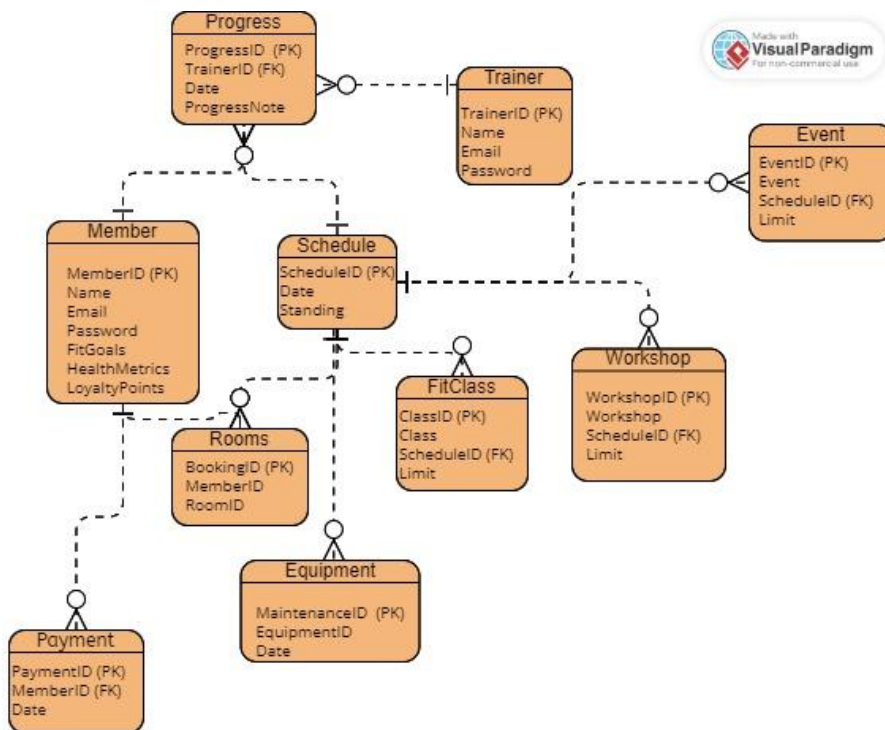 Progress
ProgressID (PK)
TrainerID (FK)
Date
ProgressNote
Made with
Visual Paradigm
For non-commercial use
Trainer
TrainerID (PK)
Name
Email
Password
Event
EventID (PK)
Event
ScheduleID (FK)
Limit
Member
MemberID (PK)
Name
Email
Password
FitGoals
HealthMetrics
LoyaltyPoints
Schedule
ScheduleID (PK)
Date
Standing
Workshop
WorkshopID (PK)
Workshop
ScheduleID (FK)
Limit
FitClass
ClassID (PK)
Class
ScheduleID (FK)
Limit
Rooms
BookingID (PK)
MemberID
RoomID
Equipment
MaintenanceID (PK)
EquipmentID
Date
Payment
PaymentID (PK)
MemberID (FK)
Date